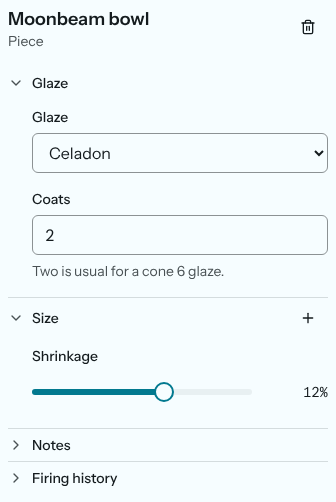 Moonbeam bowl
Piece
Glaze
Glaze
Celadon
Coats
2
Two is usual for a cone 6 glaze.
Size
Shrinkage
12%
Notes
Firing history